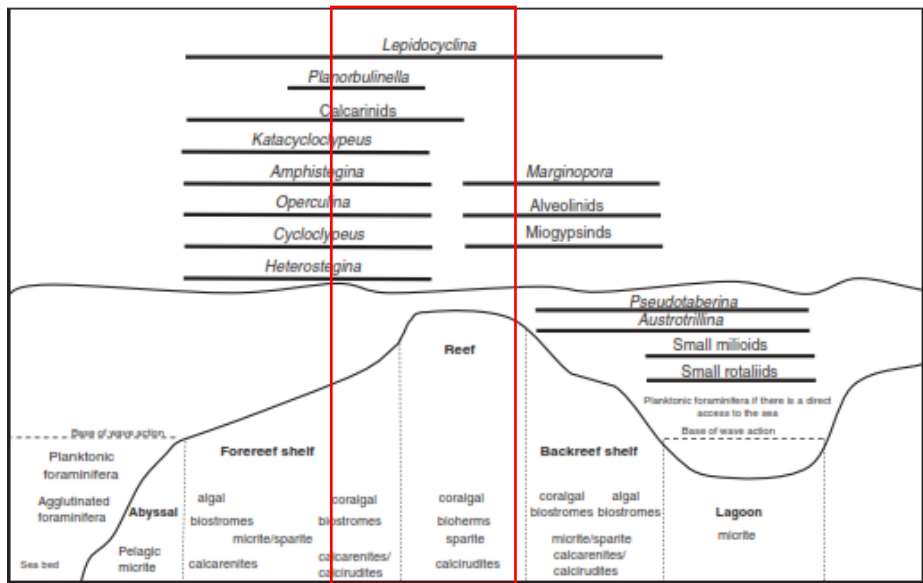 Lepidocyclina
Planorbulinella
Calcarinids
Katacycloclypeus
Amphistegina
Marginopora
Operculina
Alveolinids
Cycloclypeus
Miogypsinds
Heterostegina
Pseudotaberina
Austrotrillina
Reef
Small milioids
Small rotaliids
Planktonic foraminifera if there is a direct
access to the sea
Base of wave action
Base of wave action
Planktonic
foraminifera
Forereef shelf
Backreef shelf
Agglutinated
foraminifera
Abyssal
algal
biostromes
coralgal
biostromes
coralgal
bioherms
coralgal
biostromes
algal
biostromes
Lagoon
micrite/sparite
sparite
micrite/sparite
micrite
Sea bed
Pelagic
micrite
calcarenites
calcarenites/
calcirudites
calcirudites
calcarenites/
calcirudites